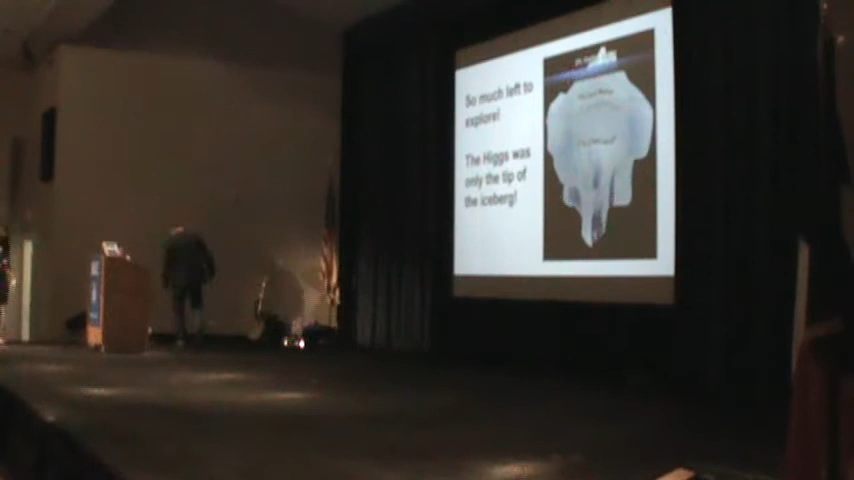 So much left to
explore!
The Higgs was
only the tip of
the iceberg!